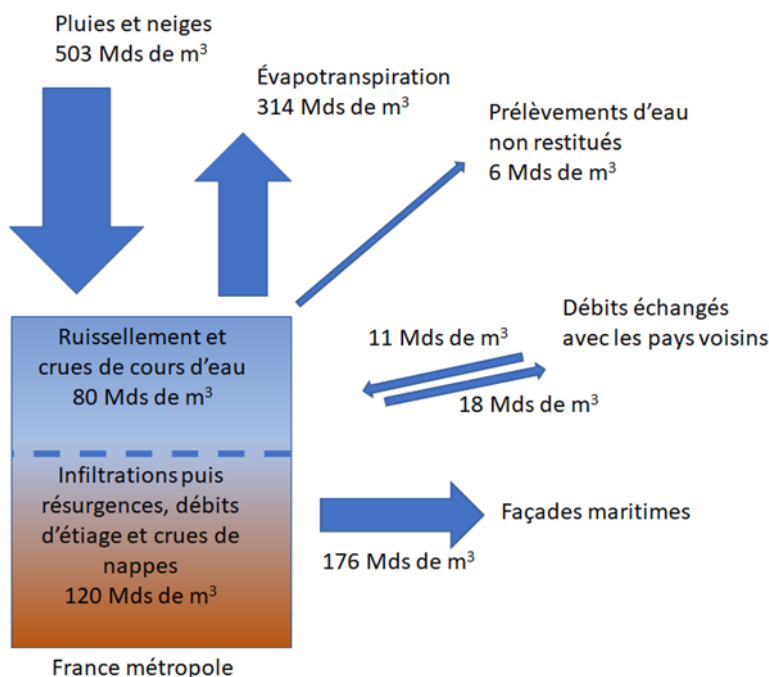 Pluies et neiges
503 Mds de m³
Évapotranspiration
314 Mds de m³
Prélèvements d'eau
non restitués
6 Mds de m³
Ruissellement et
crues de cours d'eau
80 Mds de m³
11 Mds de m³
Débits échangés
avec les pays voisins
18 Mds de m³
Infiltrations puis
résurgences, débits
d'étiage et crues de
nappes
120 Mds de m³
Façades maritimes
176 Mds de m³
France métropole